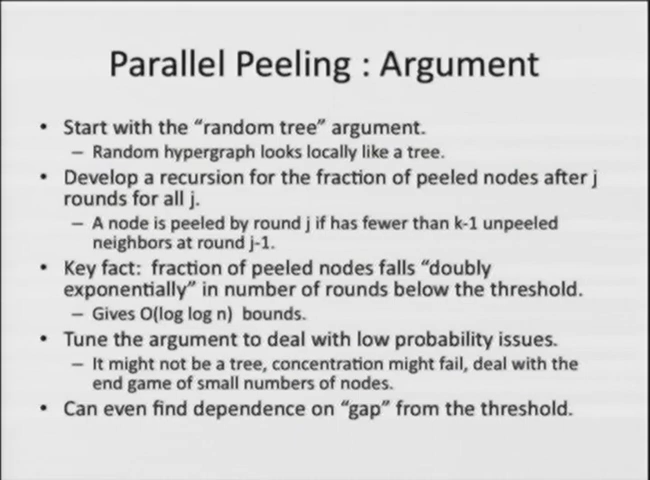 Parallel Peeling : Argument
• Start with the “random tree” argument.
– Random hypergraph looks locally like a tree.
• Develop a recursion for the fraction of peeled nodes after j
rounds for all j.
– A node is peeled by round j if has fewer than k-1 unpeeled
neighbors at round j-1.
• Key fact: fraction of peeled nodes falls “doubly
exponentially” in number of rounds below the threshold.
– Gives O(log log n) bounds.
• Tune the argument to deal with low probability issues.
– It might not be a tree, concentration might fail, deal with the
end game of small numbers of nodes.
• Can even find dependence on “gap” from the threshold.